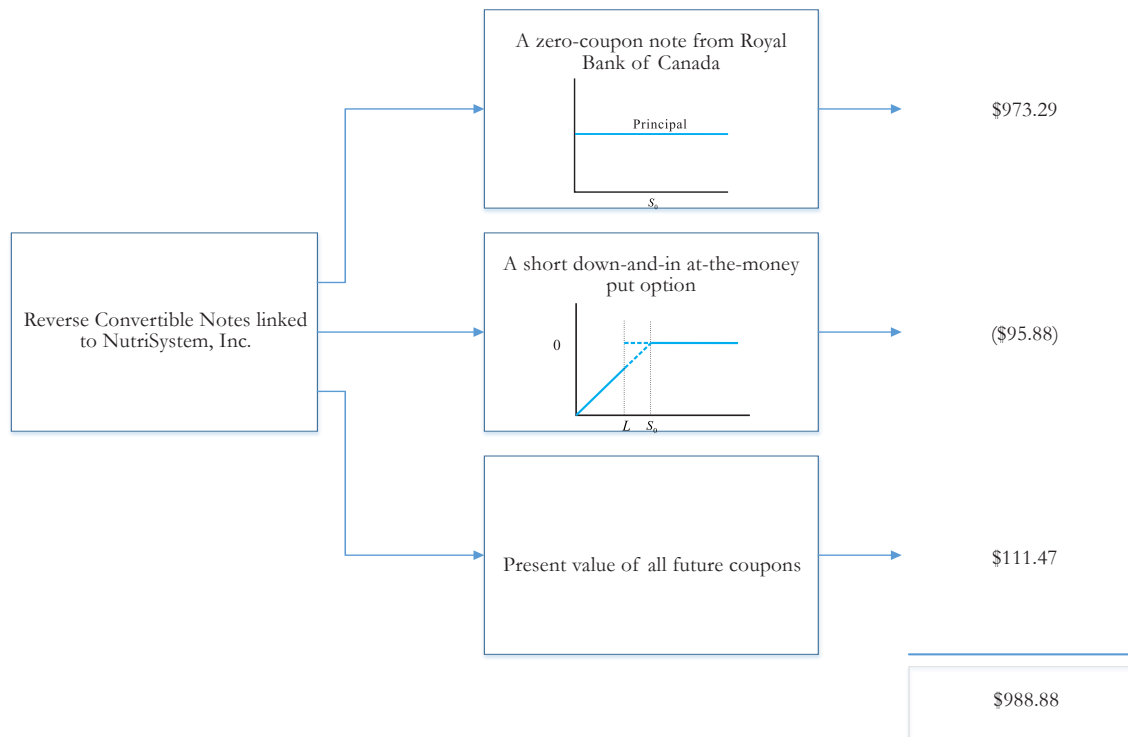 A zero-coupon note from Royal
Bank of Canada
Principal
S₀
$973.29
Reverse Convertible Notes linked
to NutriSystem, Inc.
A short down-and-in at-the-money
put option
0
L S₀
($95.88)
Present value of all future coupons
$111.47
$988.88